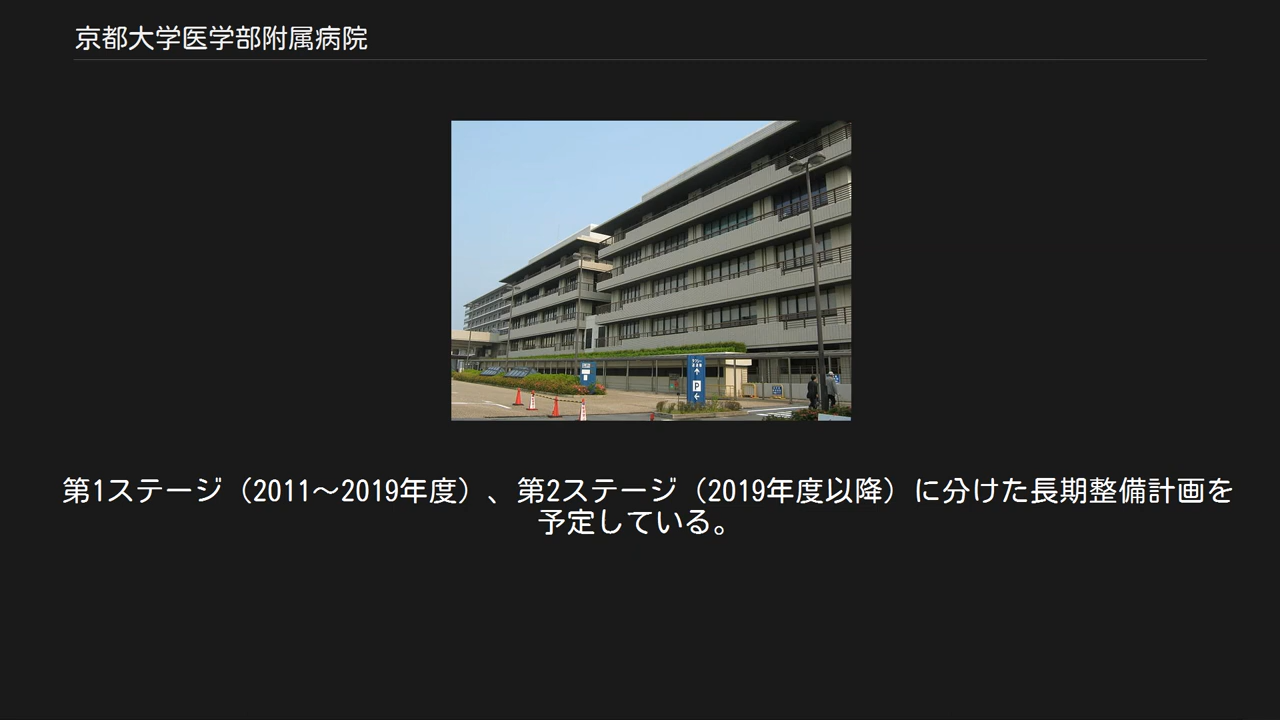 京都大学医学部附属病院
P
第1ステージ（2011～2019年度）、第2ステージ（2019年度以降）に分けた長期整備計画を
予定している。